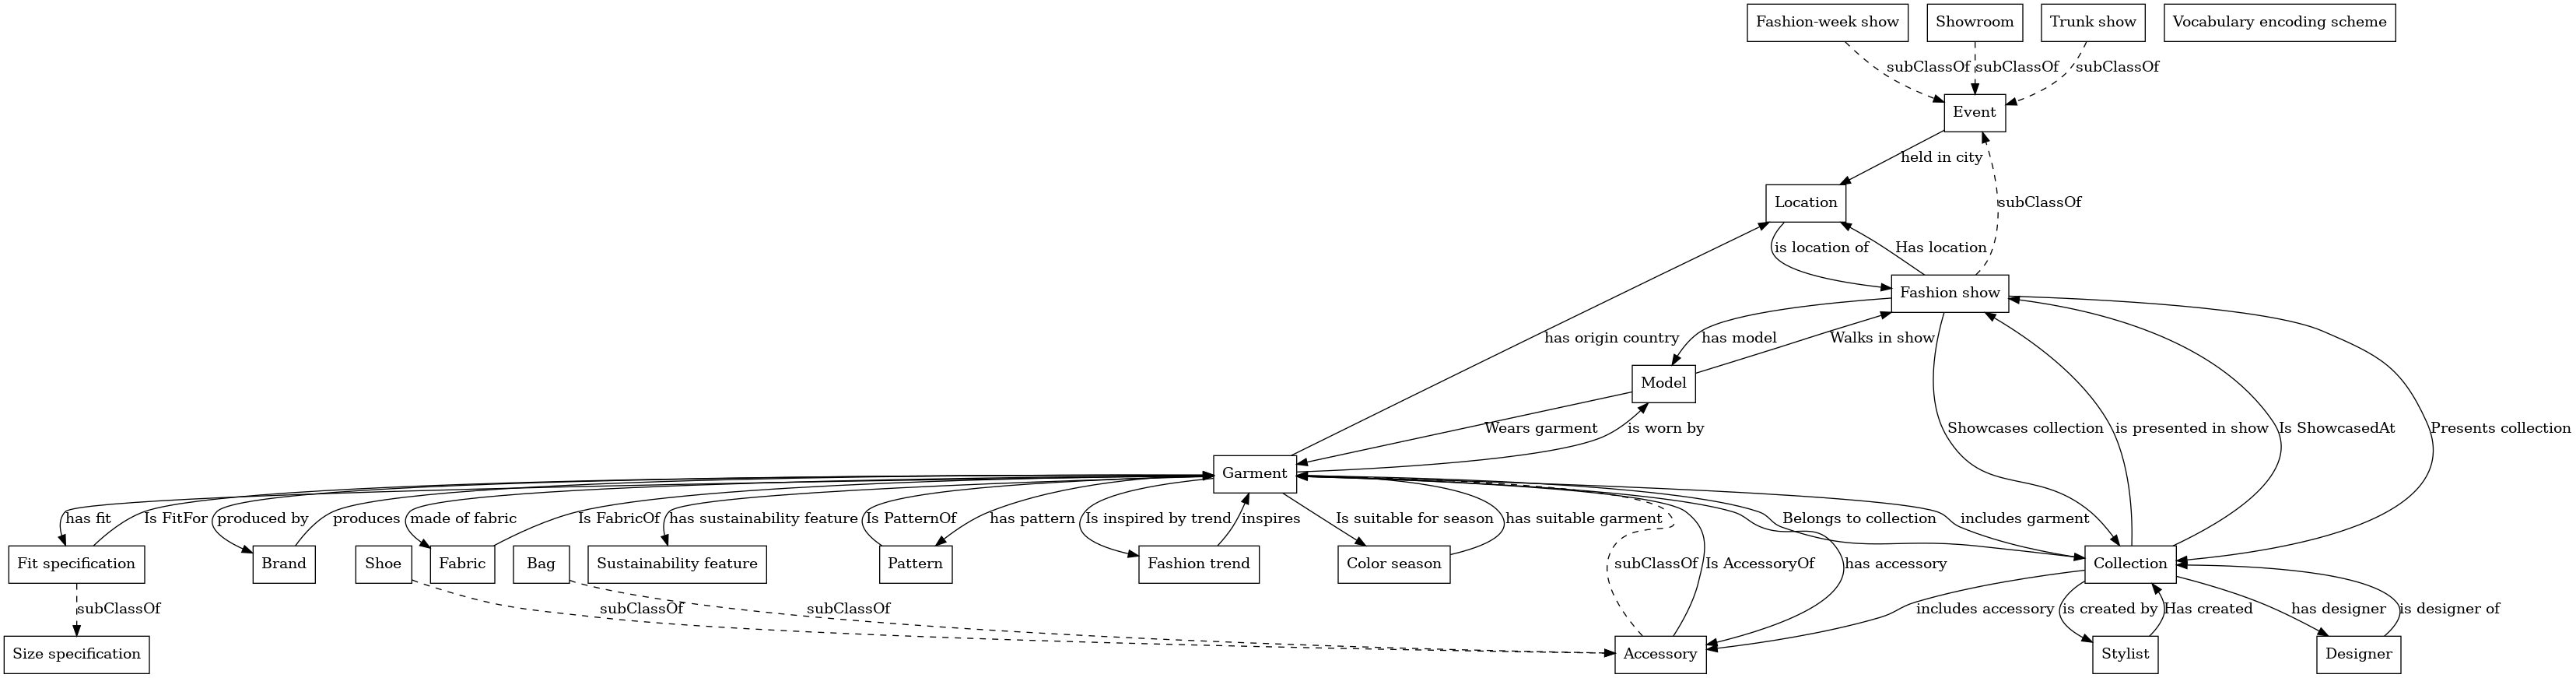 Fashion-week show
Showroom
Trunk show
Vocabulary encoding scheme
subClassOf
subClassOf
subClassOf
Event
held in city
Location
subClassOf
is location of
Has location
Fashion show
has origin country
has model
Walks in show
Model
Wears garment
is worn by
Showcases collection
is presented in show
Is ShowcasedAt
Presents collection
Garment
has fit
Is FitFor
produced by
produces
made of fabric
Is FabricOf
has sustainability feature
Is PatternOf
has pattern
Is inspired by trend
inspires
Is suitable for season
has suitable garment
Belongs to collection
includes garment
Fit specification
Brand
Shoe
Fabric
Bag
Sustainability feature
Pattern
Fashion trend
Color season
subClassOf
Is AccessoryOf
has accessory
Collection
subClassOf
subClassOf
subClassOf
includes accessory
is created by
Has created
has designer
is designer of
Size specification
Accessory
Stylist
Designer